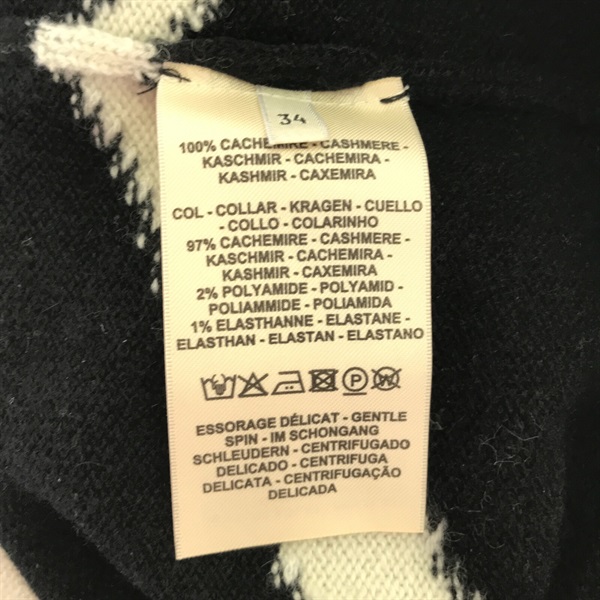 34
100% CACHEMIRE - CASHMERE -
KASCHMIR - CACHEMIRA -
KASHMIR - CAXEMIRA
COL - COLLAR - KRAGEN - CUELLO
- COLLO - COLARINHO
97% CACHEMIRE - CASHMERE -
KASCHMIR - CACHEMIRA -
KASHMIR - CAXEMIRA
2% POLYAMIDE - POLYAMID -
POLIAMMIDE - POLIAMIDA
1% ELASTHANNE - ELASTANE -
ELASTHAN - ELASTAN - ELASTANO
P W
ESSORAGE DÉLICAT - GENTLE
SPIN - IM SCHONGANG
SCHLEUDERN - CENTRIFUGADO
DELICADO - CENTRIFUGA
DELICATA - CENTRIFUGAÇÃO
DELICADA